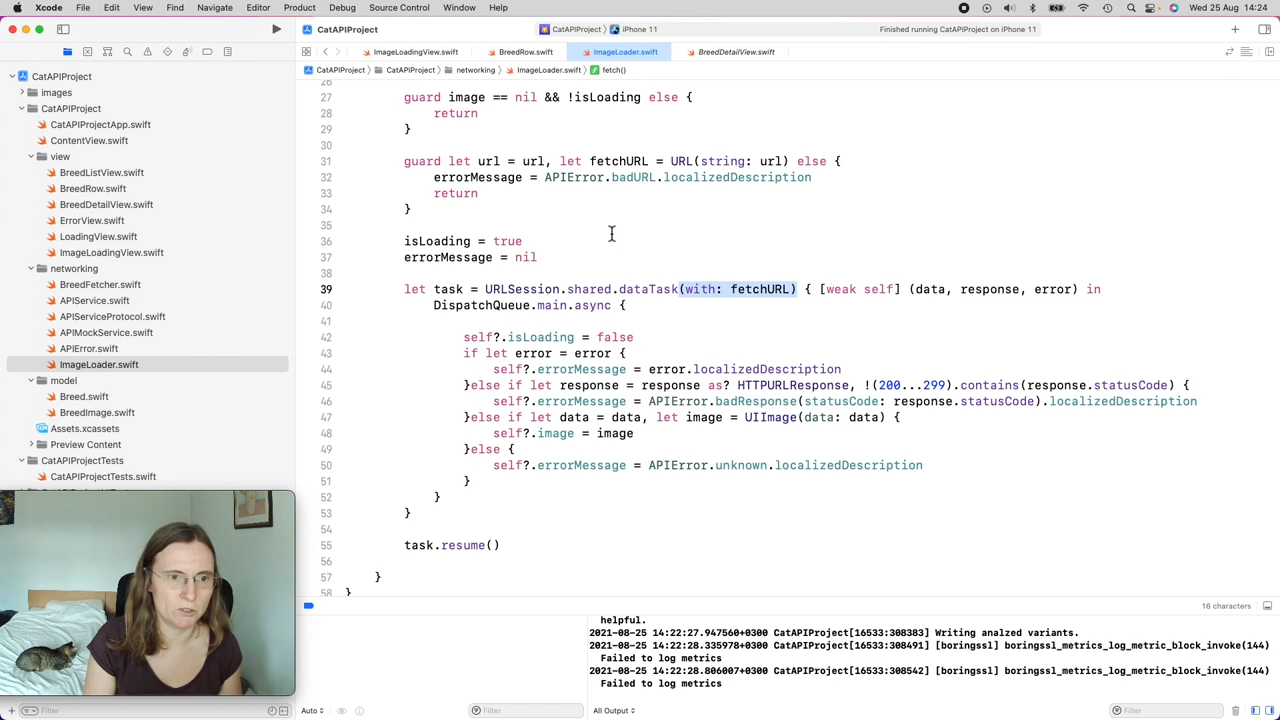 Xcode File Edit View Find Navigate Editor Product Debug Source Control Window Help Wed 25 Aug 14:24
CatAPIProject
CatAPIProject iPhone 11
Finished running CatAPIProject on iPhone 11
ImageLoadingView.swift BreedRow.swift ImageLoader.swift BreedDetailView.swift
CatAPIProject CatAPIProject networking ImageLoader.swift fetch()
CatAPIProject
images
CatAPIProject
CatAPIProjectApp.swift
ContentView.swift
view
BreedListView.swift
BreedRow.swift
BreedDetailView.swift
ErrorView.swift
LoadingView.swift
ImageLoadingView.swift
networking
BreedFetcher.swift
APIService.swift
APIServiceProtocol.swift
APIMockService.swift
APIError.swift
ImageLoader.swift
model
Breed.swift
BreedImage.swift
Assets.xcassets
Preview Content
CatAPIProjectTests
CatAPIProjectTests.swift
26
27 guard image == nil && !isLoading else {
28 return
29 }
30
31 guard let url = url, let fetchURL = URL(string: url) else {
32 errorMessage = APIError.badURL.localizedDescription
33 return
34 }
35
36 isLoading = true
37 errorMessage = nil
38
39 let task = URLSession.shared.dataTask(with: fetchURL) { [weak self] (data, response, error) in
40 DispatchQueue.main.async {
41
42 self?.isLoading = false
43 if let error = error {
44 self?.errorMessage = error.localizedDescription
45 }else if let response = response as? HTTPURLResponse, !(200...299).contains(response.statusCode) {
46 self?.errorMessage = APIError.badResponse(statusCode: response.statusCode).localizedDescription
47 }else if let data = data, let image = UIImage(data: data) {
48 self?.image = image
49 }else {
50 self?.errorMessage = APIError.unknown.localizedDescription
51 }
52 }
53 }
54
55 task.resume()
56
57 }
58 }
16 characters
helpful.
2021-08-25 14:22:27.947560+0300 CatAPIProject[16533:308383] Writing analzed variants.
2021-08-25 14:22:28.335978+0300 CatAPIProject[16533:308491] [boringssl] boringssl_metrics_log_metric_block_invoke(144)
Failed to log metrics
2021-08-25 14:22:28.806007+0300 CatAPIProject[16533:308542] [boringssl] boringssl_metrics_log_metric_block_invoke(144)
Failed to log metrics
Filter Auto Filter All Output Filter